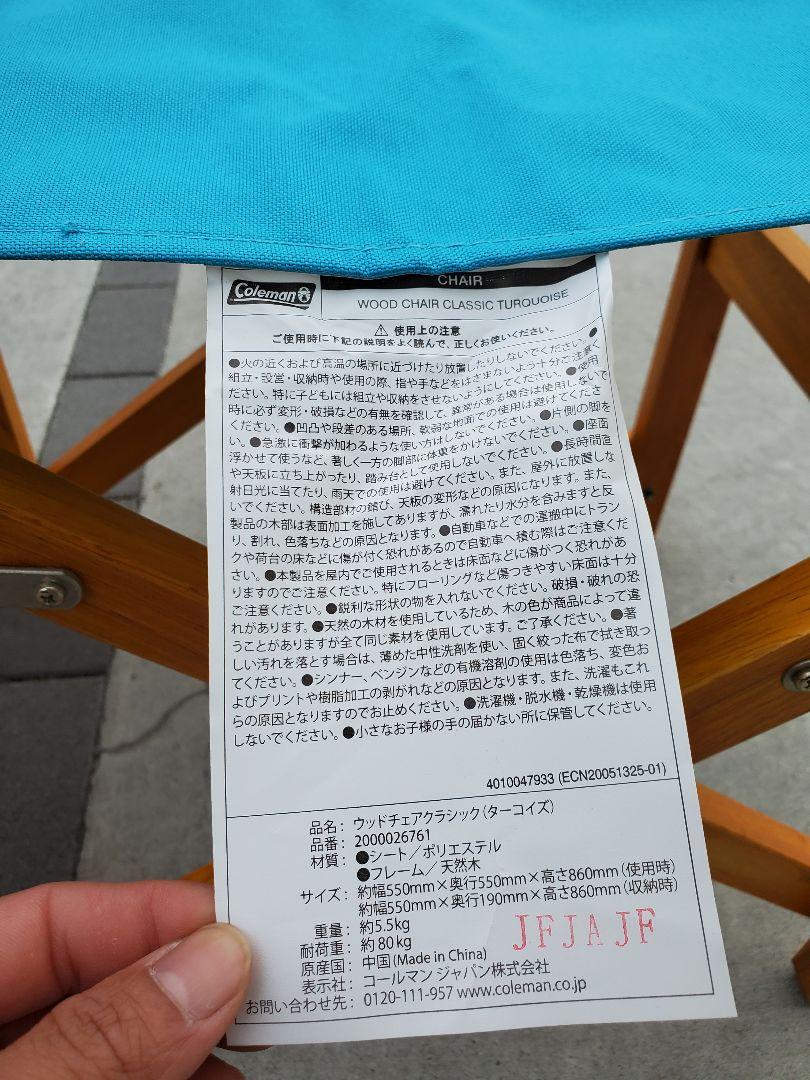 Coleman
CHAIR
WOOD CHAIR CLASSIC TURQUOISE
⚠ 使用上の注意
ご使用時に下記の説明をよく読んで、正しくお使いください。
●火の近くおよび高温の場所に近づけたり放置したりしないでください。●
組立・設営・収納時や使用の際、指や手などをはさまないよう十分ご注意く
ださい。特に子どもには組立や収納をさせないようにしてください。●使用
時に必ず変形・破損などの有無を確認して、異常がある場合は使用しないで
ください。●凹凸や段差のある場所、軟弱な地面での使用は避けてくださ
い。●急激に衝撃が加わるような使い方はしないでください。●片側の脚を
浮かせて使うなど、著しく一方の脚部に体重をかけないでください。●座面
や天板に立ち上がったり、踏み台として使用しないでください。●長時間直
射日光に当てたり、雨天での使用は避けてください。また、屋外に放置しな
いでください。構造部材の錆び、天板の変形などの原因になります。また、
製品の木部は表面加工を施してありますが、濡れたり水分を含みますと反
り、割れ、色落ちなどの原因となります。●自動車などでの運搬中にトラン
クや荷台の床などに傷が付く恐れがあるので自動車へ積む際はご注意くだ
さい。●本製品を屋内でご使用されるときは床面などに傷がつく恐れがあ
りますのでご注意ください。特にフローリングなど傷つきやすい床面は十分
ご注意ください。●鋭利な形状の物を入れないでください。破損・破れの恐
れがあります。●天然の木材を使用しているため、木の色が商品によって違
うことがありますが全て同じ素材を使用しています。ご了承ください。●著
しい汚れを落とす場合は、薄めた中性洗剤を使い、固く絞った布で拭き取っ
てください。●シンナー、ベンジンなどの有機溶剤の使用は色落ち、変色お
よびプリントや樹脂加工の剥がれなどの原因となります。また、洗濯もこれ
らの原因となりますのでお止めください。●洗濯機・脱水機・乾燥機は使用
しないでください。●小さなお子様の手の届かない所に保管してください。
4010047933 (ECN20051325-01)
品名：ウッドチェアクラシック（ターコイズ）
品番：2000026761
材質：●シート／ポリエステル
●フレーム／天然木
サイズ：約幅550mm×奥行550mm×高さ860mm（使用時）
約幅550mm×奥行190mm×高さ860mm（収納時）
重量：約5.5kg
耐荷重：約80kg
JFJAJF
原産国：中国（Made in China）
表示社：コールマン ジャパン株式会社
お問い合わせ先：0120-111-957 www.coleman.co.jp